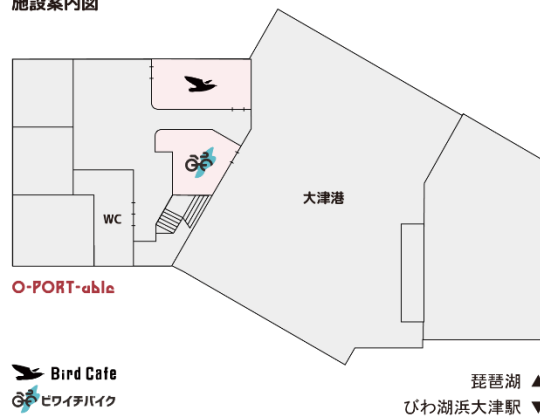 施設案内図
大津港
WC
O-PORT-able
Bird Cafe
ビワイチバイク
琵琶湖 ▲
びわ湖浜大津駅 ▼